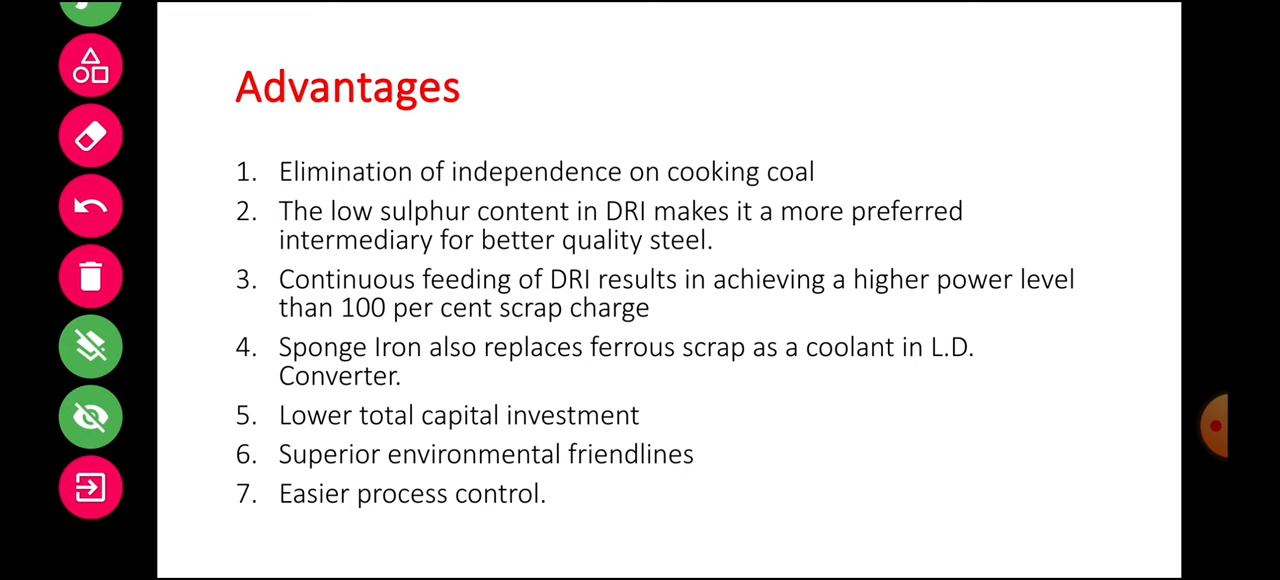 Advantages
1. Elimination of independence on cooking coal
2. The low sulphur content in DRI makes it a more preferred
intermediary for better quality steel.
3. Continuous feeding of DRI results in achieving a higher power level
than 100 per cent scrap charge
4. Sponge Iron also replaces ferrous scrap as a coolant in L.D.
Converter.
5. Lower total capital investment
6. Superior environmental friendlines
7. Easier process control.